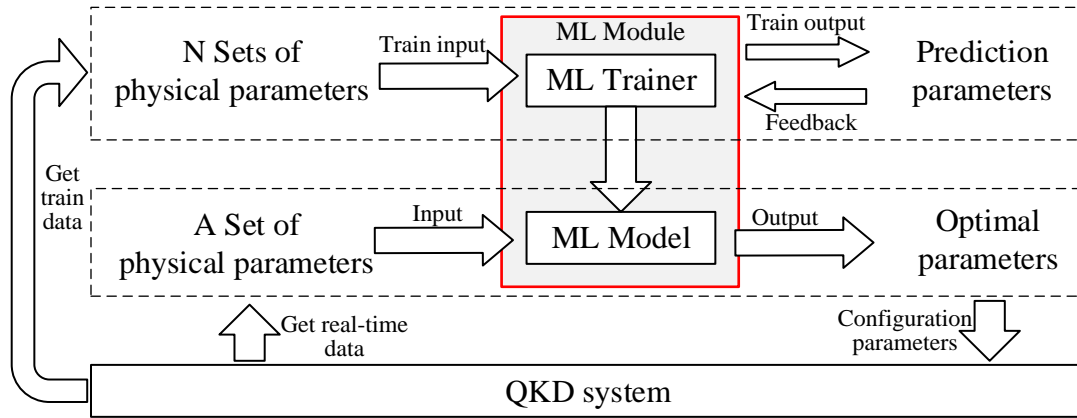 N Sets of
physical parameters
Train input
ML Module
ML Trainer
Train output
Feedback
Prediction
parameters
Get
train
data
A Set of
physical parameters
Input
ML Model
Output
Optimal
parameters
Get real-time
data
Configuration
parameters
QKD system